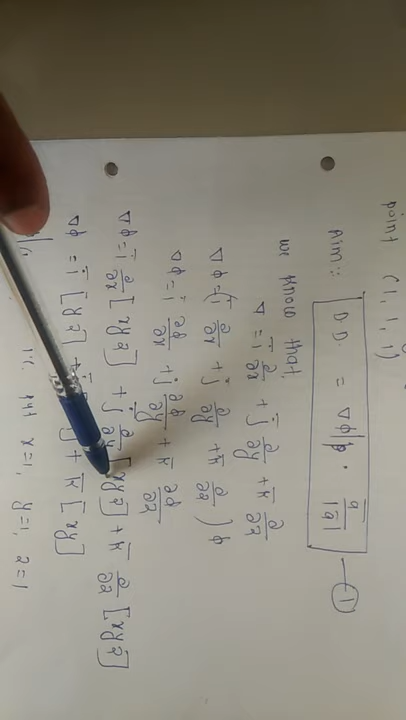 point (1, 1, 1)
Aim :: D.D. = ∇φ|p · a̅/|a̅| — ①
we know that,
∇ = i̅ ∂/∂x + j̅ ∂/∂y + k̅ ∂/∂z
∇φ = (i̅ ∂/∂x + j̅ ∂/∂y + k̅ ∂/∂z) φ
∇φ = i̅ ∂φ/∂x + j̅ ∂φ/∂y + k̅ ∂φ/∂z
∇φ = i̅ ∂/∂x [xyz] + j̅ ∂/∂y [xyz] + k̅ ∂/∂z [xyz]
∇φ = i̅ [yz] + k̅ [xy]
put x=1, y=1, z=1